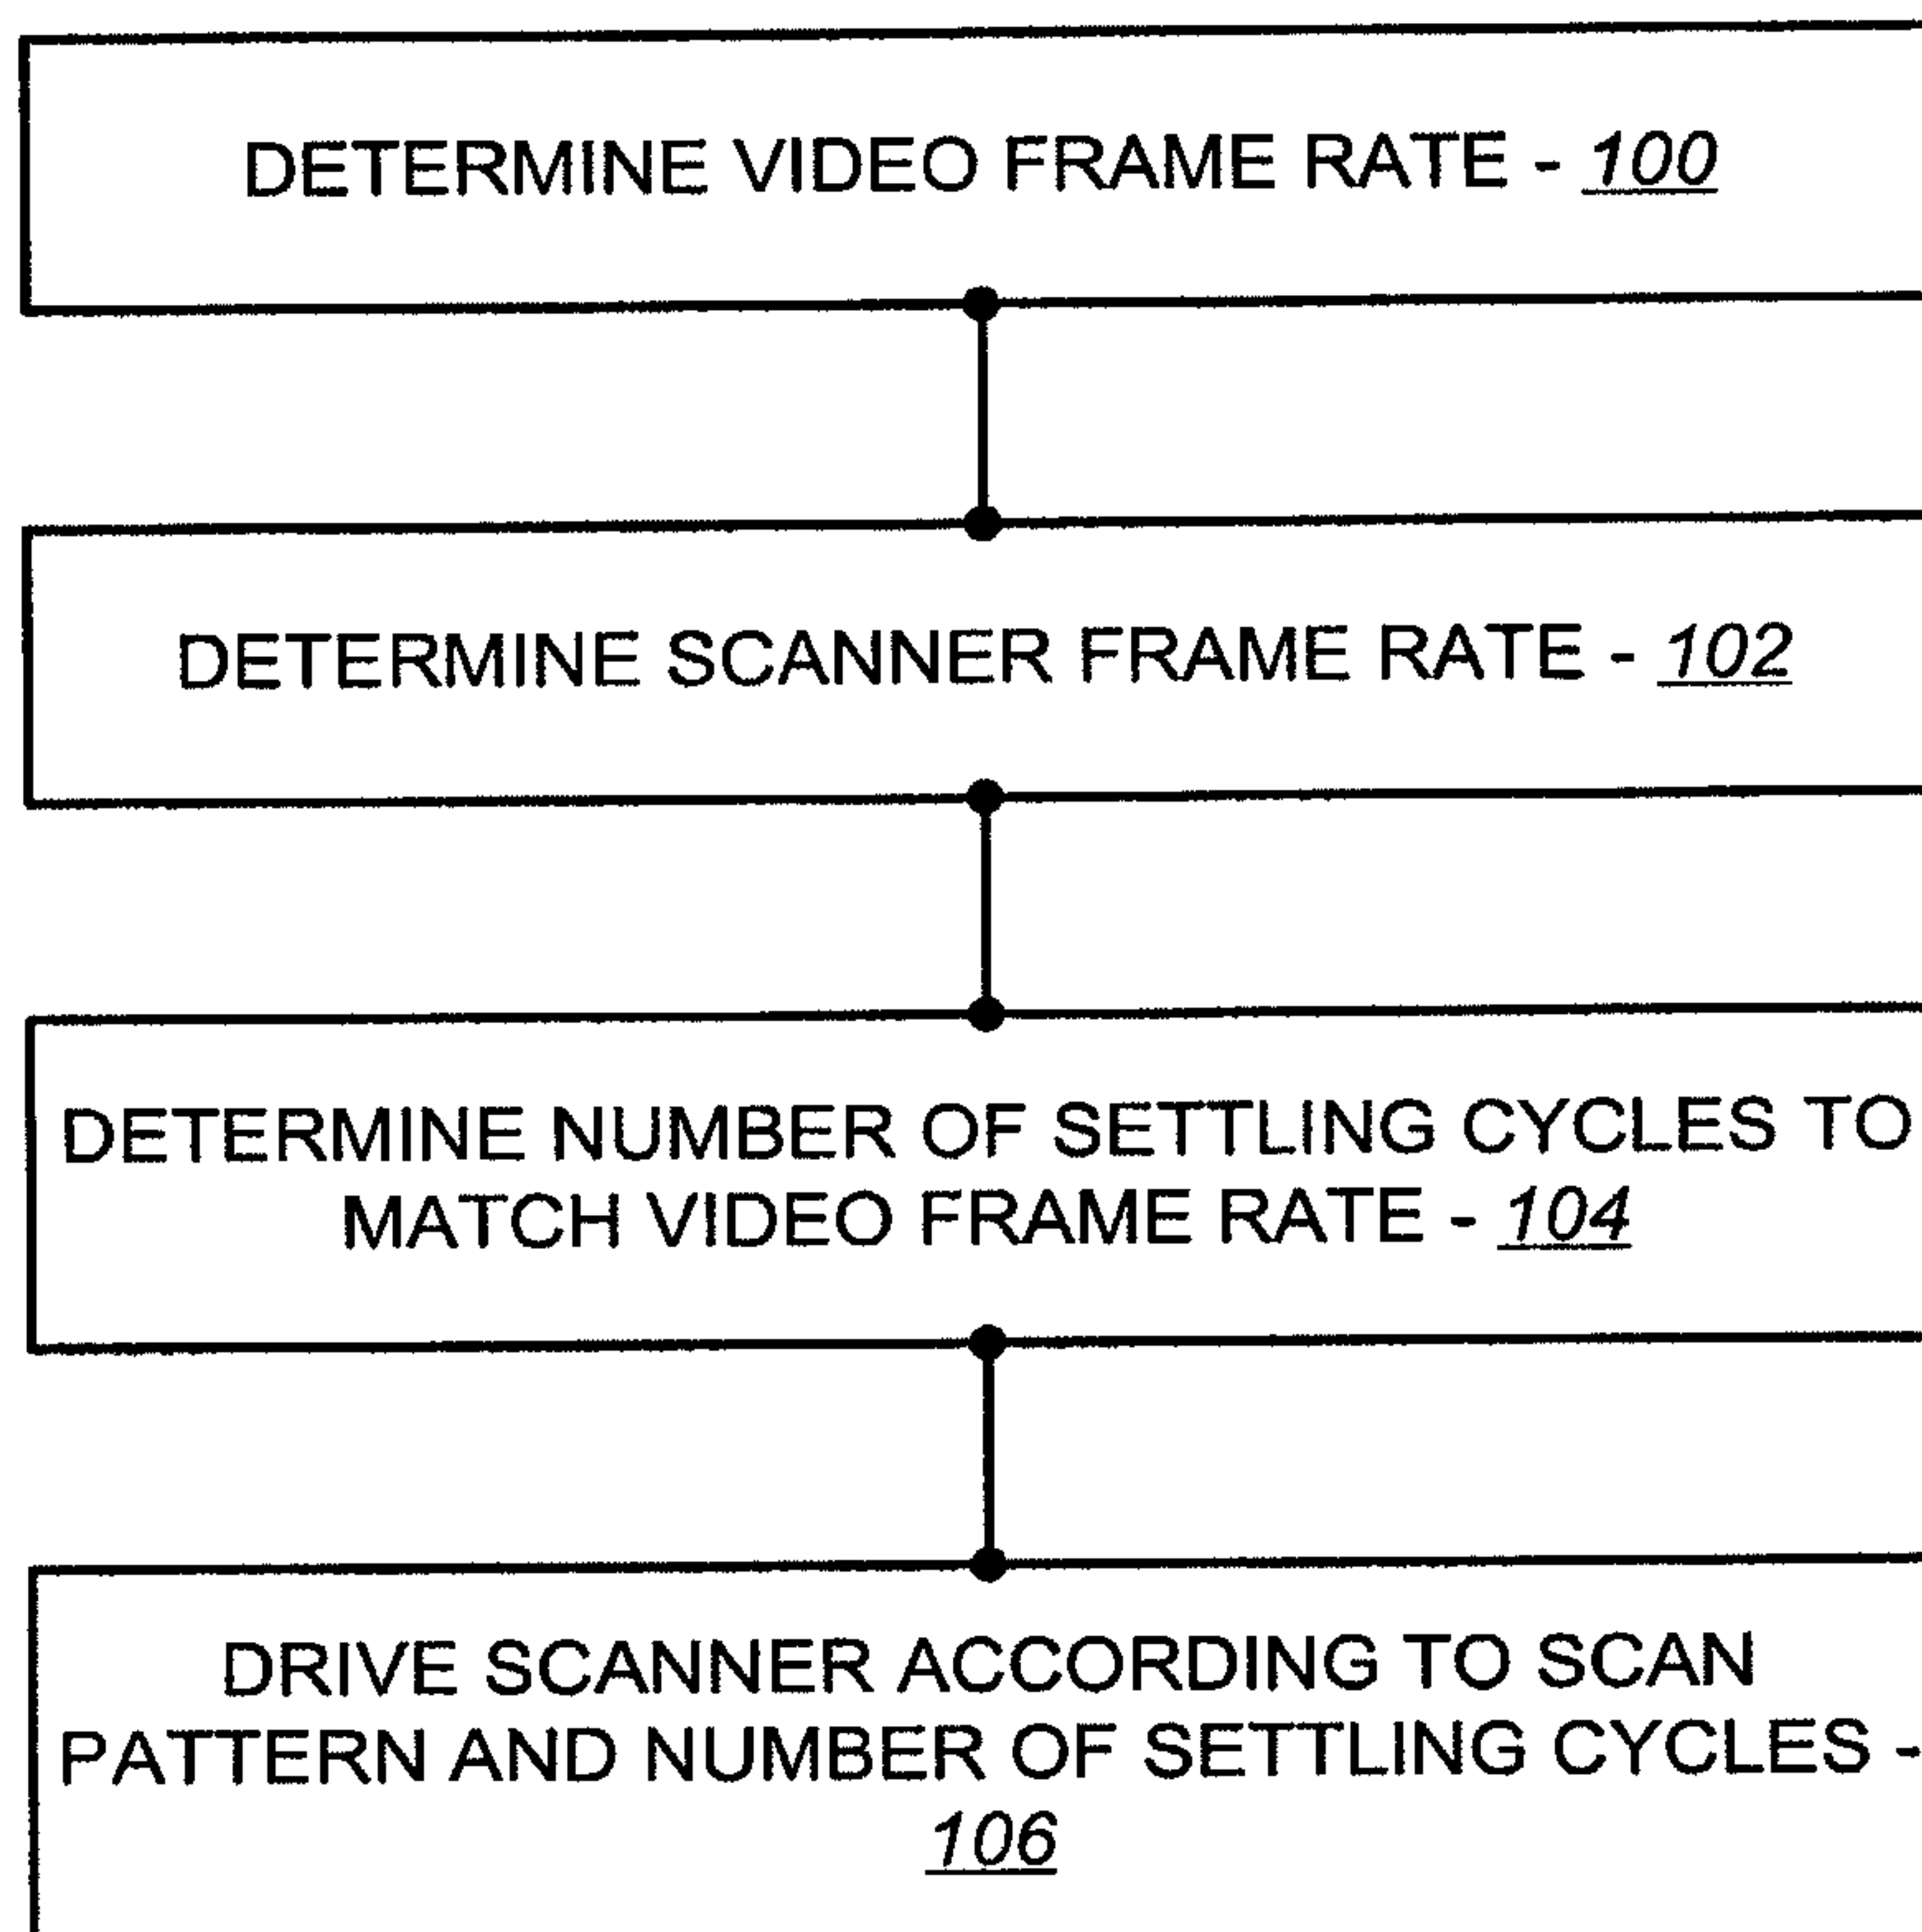 DETERMINE VIDEO FRAME RATE - 100
DETERMINE SCANNER FRAME RATE - 102
DETERMINE NUMBER OF SETTLING CYCLES TO
MATCH VIDEO FRAME RATE - 104
DRIVE SCANNER ACCORDING TO SCAN
PATTERN AND NUMBER OF SETTLING CYCLES -
106